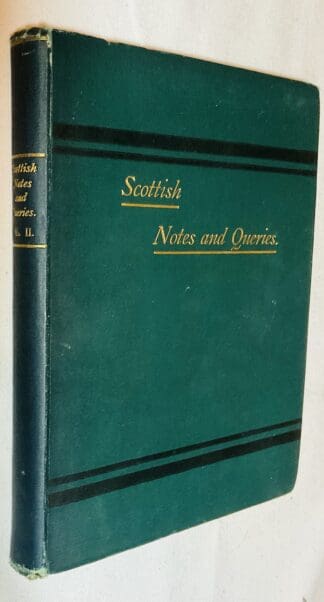 Scottish
Notes and Queries.
Scottish
Notes
and
Queries.
II.